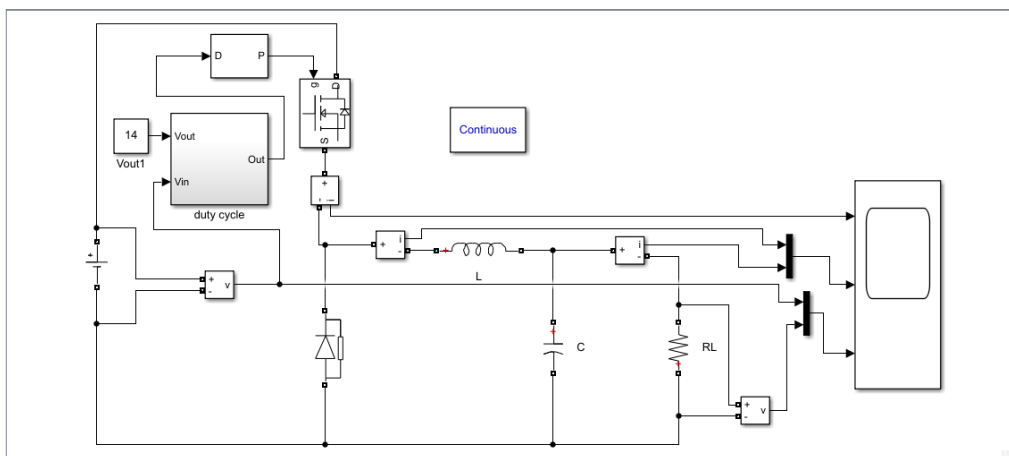 D P
g D
S
Continuous
14
Vout1
Vout
Vin
Out
duty cycle
+
+ -i
+ i
-
+ i
-
L
+
+
- v
C
RL
+
- v